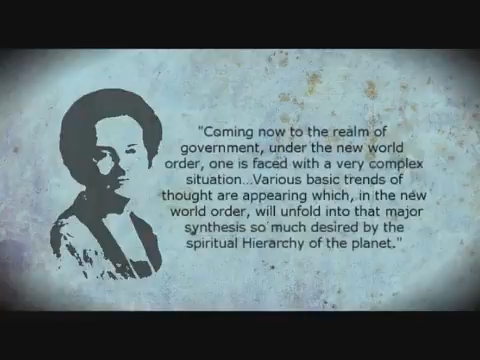 "Coming now to the realm of
government, under the new world
order, one is faced with a very complex
situation...Various basic trends of
thought are appearing which, in the new
world order, will unfold into that major
synthesis so much desired by the
spiritual Hierarchy of the planet."